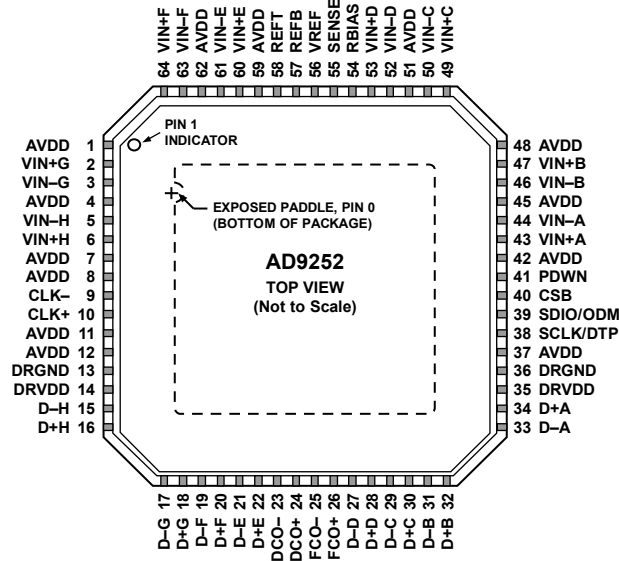 64 VIN+F
63 VIN–F
62 AVDD
61 VIN–E
60 VIN+E
59 AVDD
58 REFT
57 REFB
56 VREF
55 SENSE
54 RBIAS
53 VIN+D
52 VIN–D
51 AVDD
50 VIN–C
49 VIN+C
PIN 1
INDICATOR
AVDD 1
VIN+G 2
VIN–G 3
AVDD 4
VIN–H 5
VIN+H 6
AVDD 7
AVDD 8
CLK– 9
CLK+ 10
AVDD 11
AVDD 12
DRGND 13
DRVDD 14
D–H 15
D+H 16
EXPOSED PADDLE, PIN 0
(BOTTOM OF PACKAGE)
AD9252
TOP VIEW
(Not to Scale)
48 AVDD
47 VIN+B
46 VIN–B
45 AVDD
44 VIN–A
43 VIN+A
42 AVDD
41 PDWN
40 CSB
39 SDIO/ODM
38 SCLK/DTP
37 AVDD
36 DRGND
35 DRVDD
34 D+A
33 D–A
D–G 17
D+G 18
D–F 19
D+F 20
D–E 21
D+E 22
DCO– 23
DCO+ 24
FCO– 25
FCO+ 26
D–D 27
D+D 28
D–C 29
D+C 30
D–B 31
D+B 32